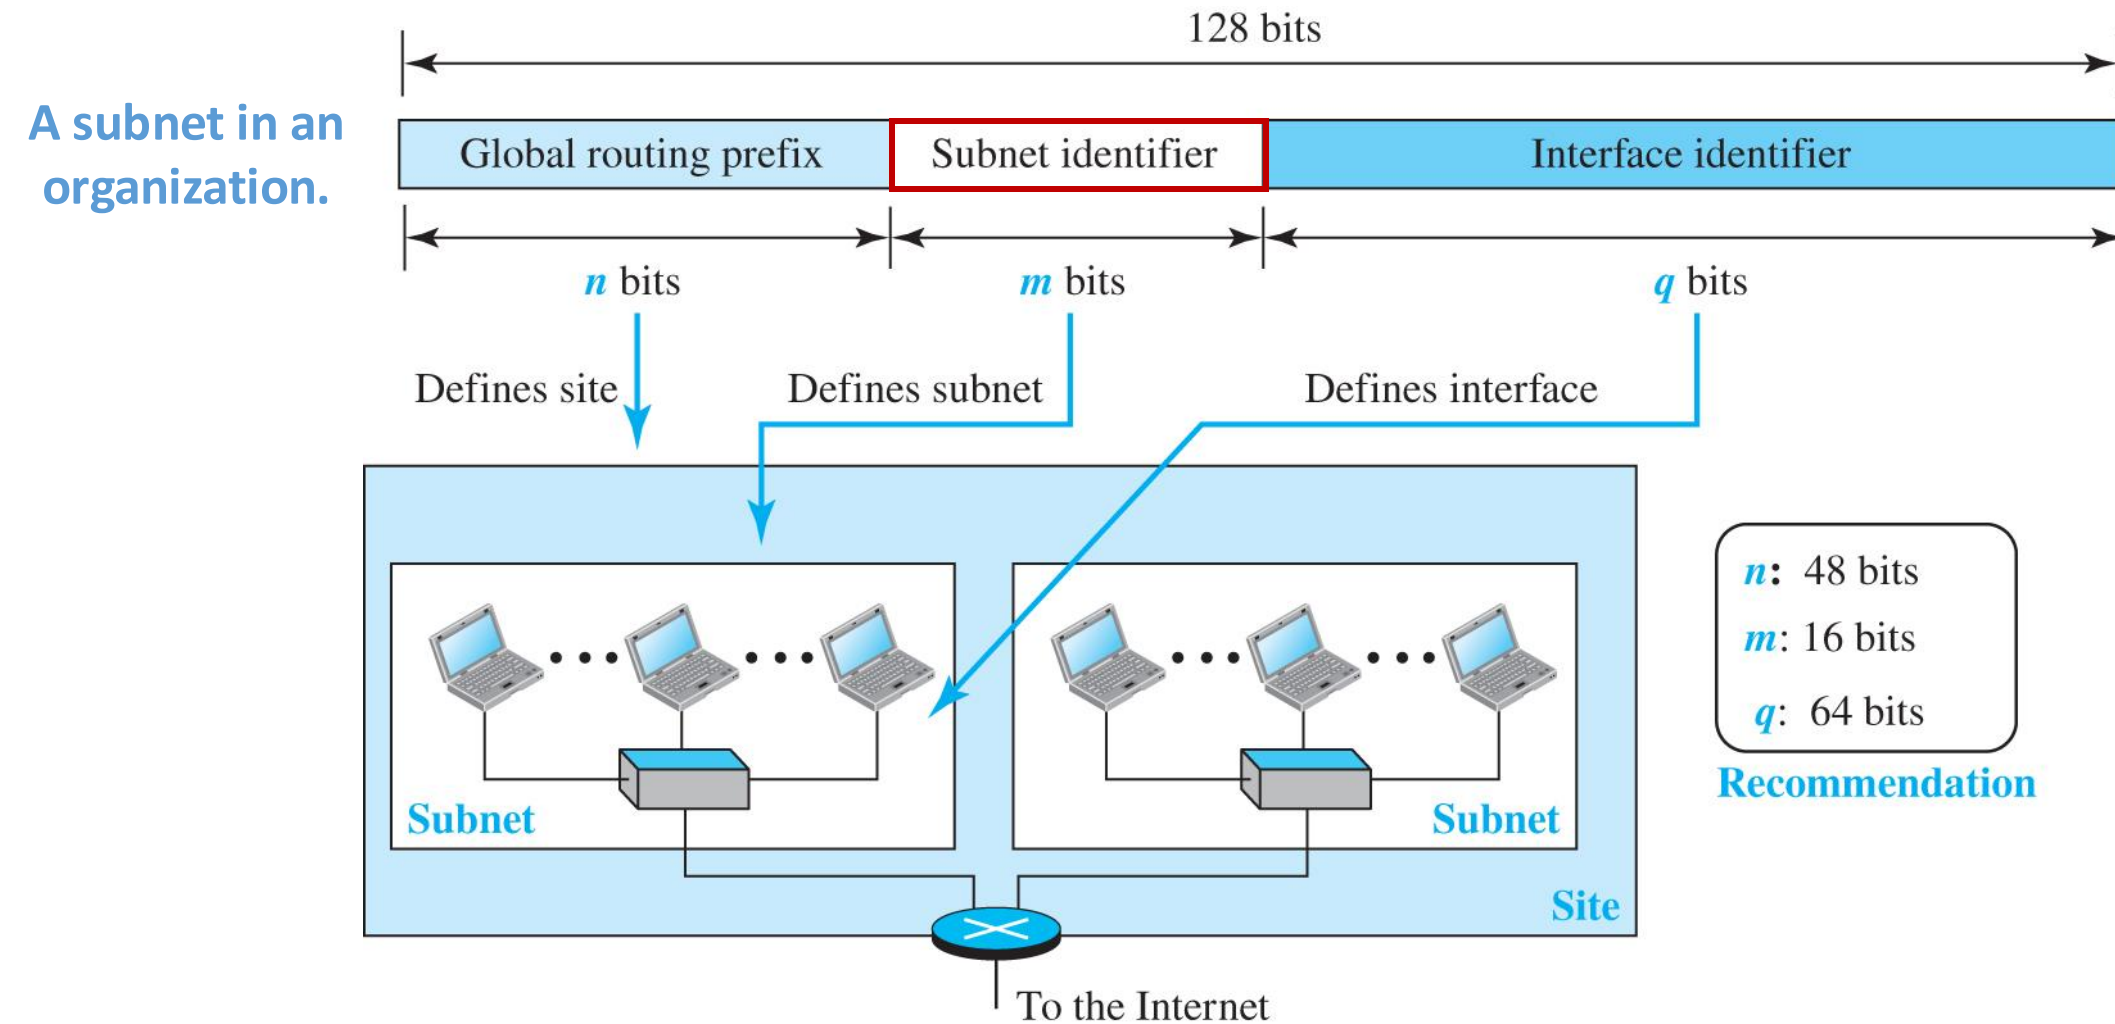 128 bits
A subnet in an
organization.
Global routing prefix
Subnet identifier
Interface identifier
n bits
m bits
q bits
Defines site
Defines subnet
Defines interface
n: 48 bits
m: 16 bits
q: 64 bits
Recommendation
Subnet
Subnet
Site
To the Internet